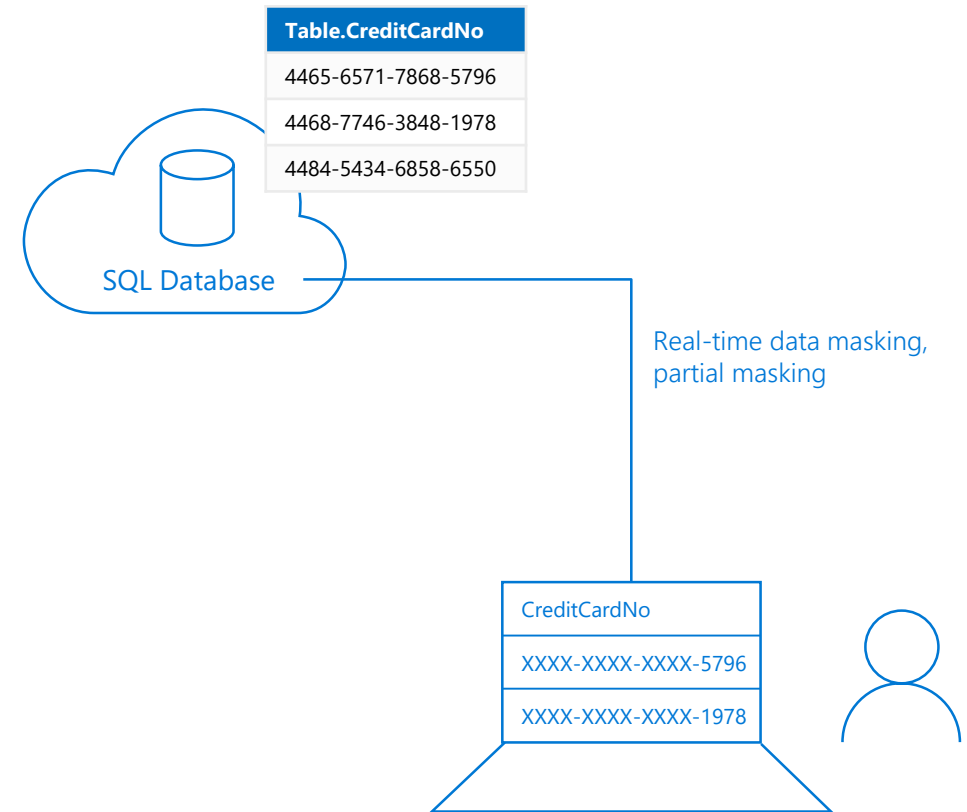 Table.CreditCardNo
4465-6571-7868-5796
4468-7746-3848-1978
4484-5434-6858-6550
SQL Database
Real-time data masking,
partial masking
CreditCardNo
XXXX-XXXX-XXXX-5796
XXXX-XXXX-XXXX-1978